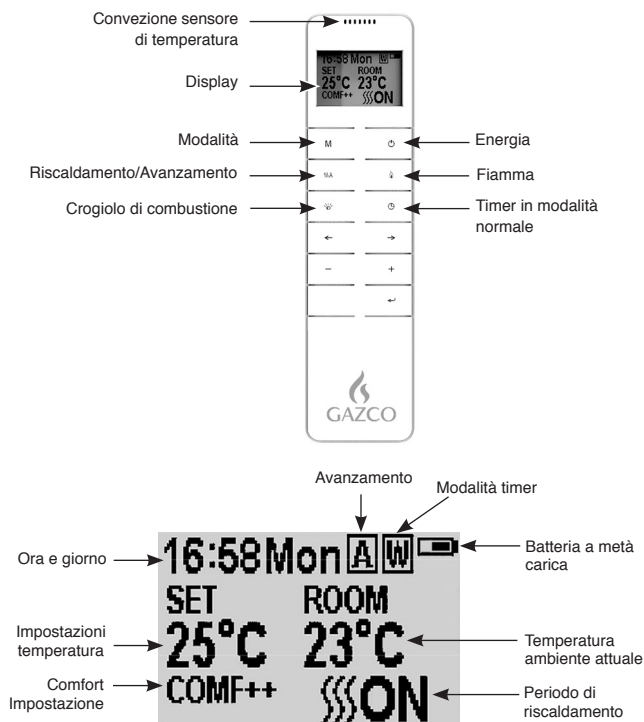 Convezione sensore
di temperatura
16:58 Mon W
SET ROOM
25°C 23°C
COMF++ ON
Display
Modalità
M
Energia
Riscaldamento/Avanzamento
Fiamma
Crogiolo di combustione
Timer in modalità
normale
← →
− +
↵
GAZCO
Avanzamento
Modalità timer
Ora e giorno
16:58Mon A W
Batteria a metà
carica
SET ROOM
Impostazioni
temperatura
25°C 23°C
Temperatura
ambiente attuale
Comfort
Impostazione
COMF++ ON
Periodo di
riscaldamento